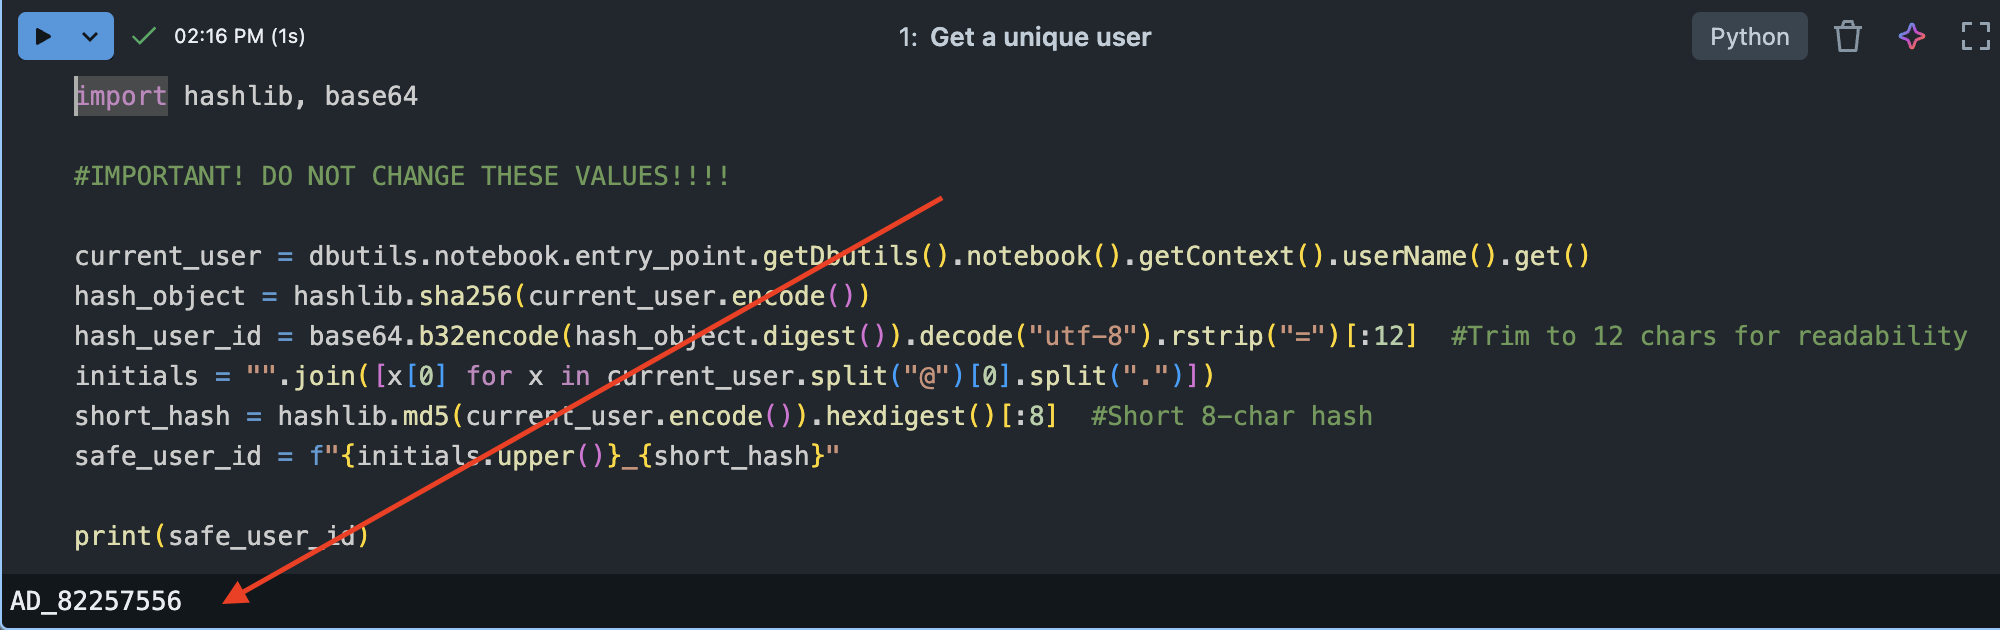 02:16 PM (1s)
1: Get a unique user
Python
import hashlib, base64
#IMPORTANT! DO NOT CHANGE THESE VALUES!!!!
current_user = dbutils.notebook.entry_point.getDbutils().notebook().getContext().userName().get()
hash_object = hashlib.sha256(current_user.encode())
hash_user_id = base64.b32encode(hash_object.digest()).decode("utf-8").rstrip("=")[:12]  #Trim to 12 chars for readability
initials = "".join([x[0] for x in current_user.split("@")[0].split(".")])
short_hash = hashlib.md5(current_user.encode()).hexdigest()[:8]  #Short 8-char hash
safe_user_id = f"{initials.upper()}_{short_hash}"
print(safe_user_id)
AD_82257556